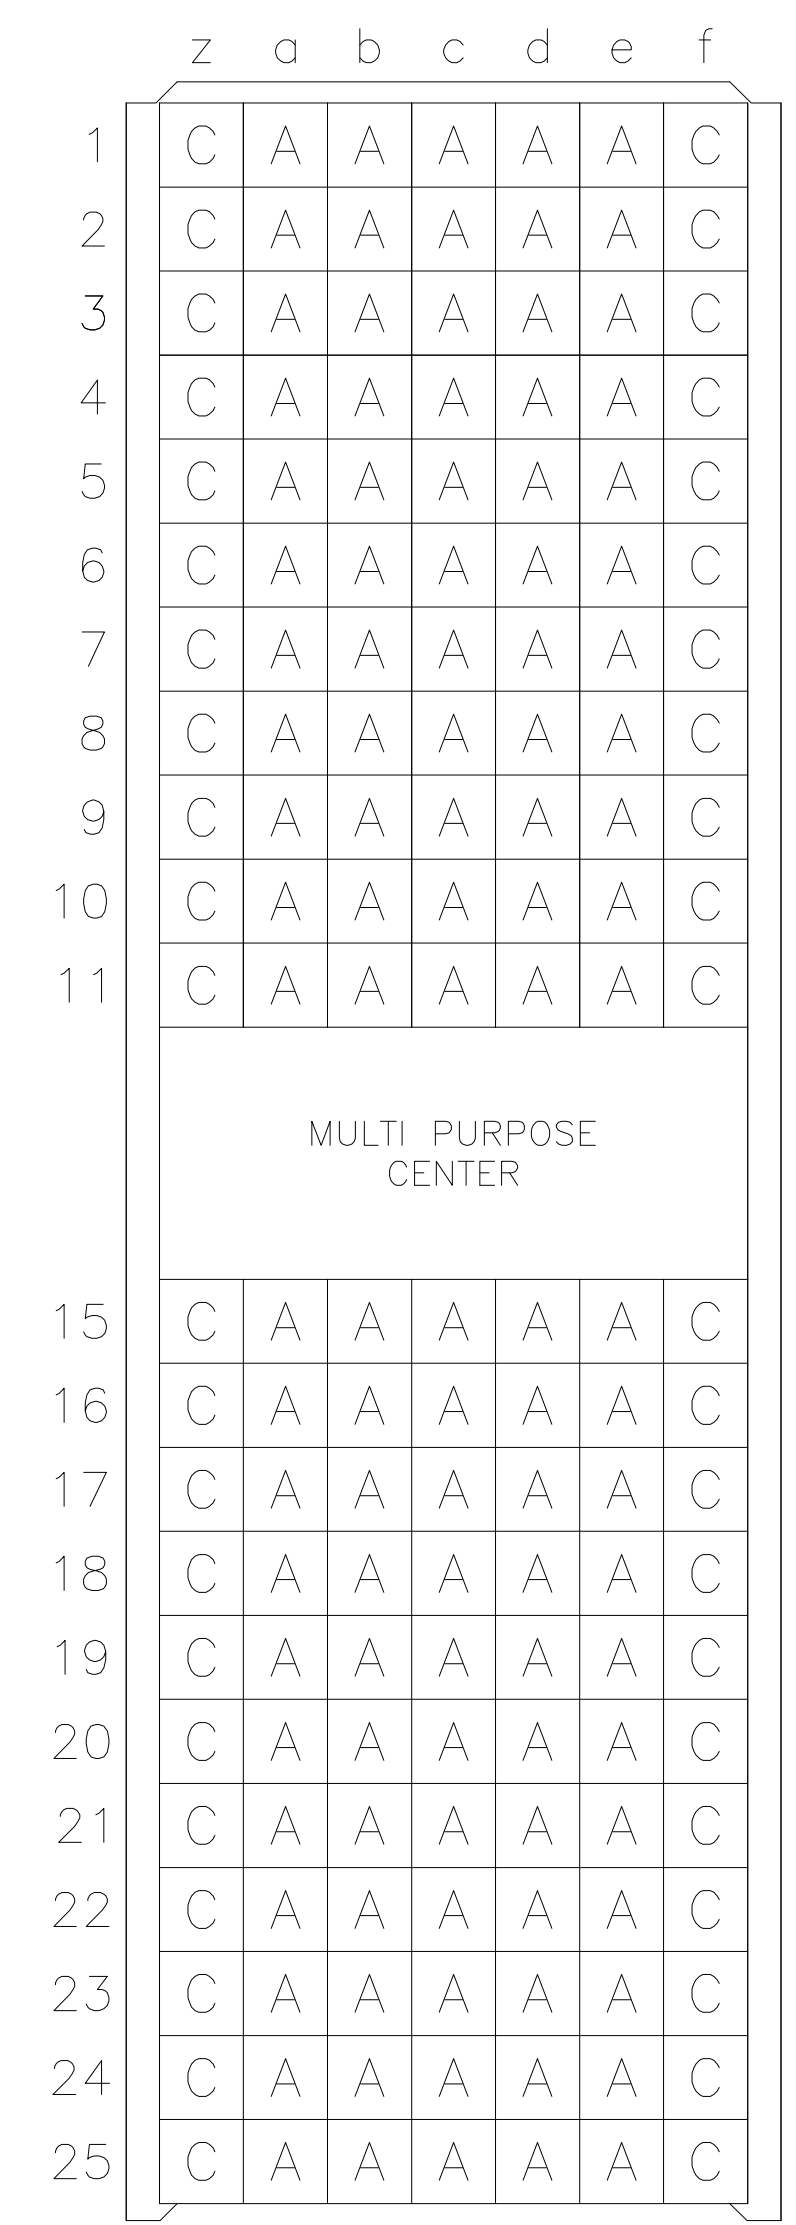 z a b c d e f
1 C A A A A A C
2 C A A A A A C
3 C A A A A A C
4 C A A A A A C
5 C A A A A A C
6 C A A A A A C
7 C A A A A A C
8 C A A A A A C
9 C A A A A A C
10 C A A A A A C
11 C A A A A A C
MULTI PURPOSE
CENTER
15 C A A A A A C
16 C A A A A A C
17 C A A A A A C
18 C A A A A A C
19 C A A A A A C
20 C A A A A A C
21 C A A A A A C
22 C A A A A A C
23 C A A A A A C
24 C A A A A A C
25 C A A A A A C